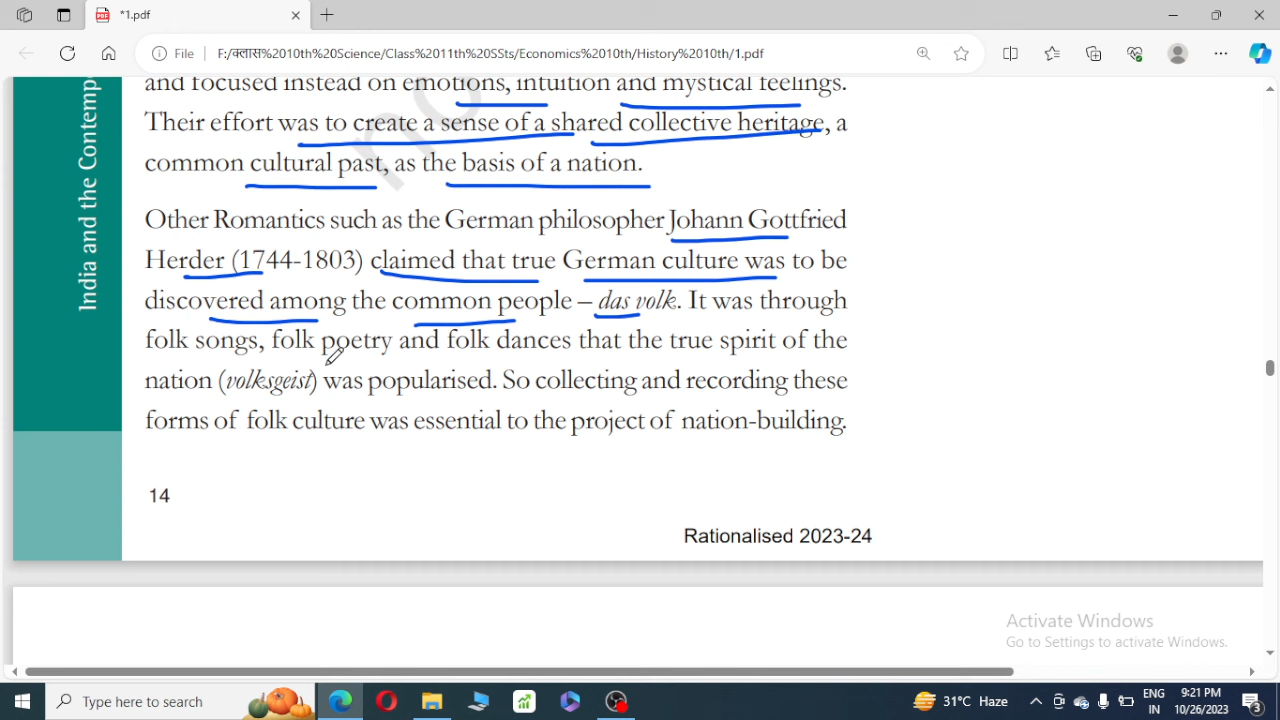 *1.pdf
File
F:/क्लास%2010th%20Science/Class%2011th%20SSts/Economics%2010th/History%2010th/1.pdf
India and the Contemp
no
and focused instead on emotions, intuition and mystical feelings.
Their effort was to create a sense of a shared collective heritage, a
common cultural past, as the basis of a nation.
Other Romantics such as the German philosopher Johann Gottfried
Herder (1744-1803) claimed that true German culture was to be
discovered among the common people – das volk. It was through
folk songs, folk poetry and folk dances that the true spirit of the
nation (volksgeist) was popularised. So collecting and recording these
forms of folk culture was essential to the project of nation-building.
14
Rationalised 2023-24
Activate Windows
Go to Settings to activate Windows.
Type here to search
31°C Haze
ENG
IN
9:21 PM
10/26/2023
3